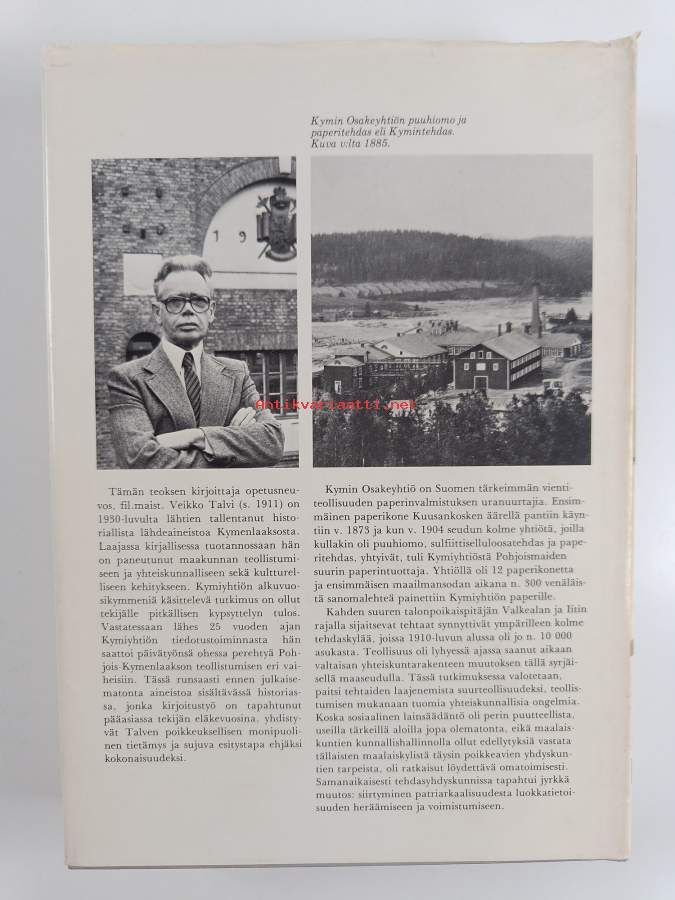 Kymin Osakeyhtiön puuhiomo ja
paperitehdas eli Kymintehdas.
Kuva v:lta 1885.
1 9
Antikvariaatti.net
Tämän teoksen kirjoittaja opetusneu-
vos, fil.maist. Veikko Talvi (s. 1911) on
1930-luvulta lähtien tallentanut histo-
riallista lähdeaineistoa Kymenlaaksosta.
Laajassa kirjallisessa tuotannossaan hän
on paneutunut maakunnan teollistumi-
seen ja yhteiskunnalliseen sekä kulttuurel-
liseen kehitykseen. Kymiyhtiön alkuvuo-
sikymmeniä käsittelevä tutkimus on ollut
tekijälle pitkällisen kypsyttelyn tulos.
Vastatessaan lähes 25 vuoden ajan
Kymiyhtiön tiedotustoiminnasta hän
saattoi päivätyönsä ohessa perehtyä Poh-
jois-Kymenlaakson teollistumisen eri vai-
heisiin. Tässä runsaasti ennen julkaise-
matonta aineistoa sisältävässä historias-
sa, jonka kirjoitustyö on tapahtunut
pääasiassa tekijän eläkevuosina, yhdisty-
vät Talven poikkeuksellisen monipuoli-
nen tietämys ja sujuva esitystapa ehjäksi
kokonaisuudeksi.
Kymin Osakeyhtiö on Suomen tärkeimmän vienti-
teollisuuden paperinvalmistuksen uranuurtajia. Ensim-
mäinen paperikone Kuusankosken äärellä pantiin käyn-
tiin v. 1873 ja kun v. 1904 seudun kolme yhtiötä, joilla
kullakin oli puuhiomo, sulfiittiselluloosatehdas ja pape-
ritehdas, yhtyivät, tuli Kymiyhtiöstä Pohjoismaiden
suurin paperintuottaja. Yhtiöllä oli 12 paperikonetta
ja ensimmäisen maailmansodan aikana n. 300 venäläis-
tä sanomalehteä painettiin Kymiyhtiön paperille.
Kahden suuren talonpoikaispitäjän Valkealan ja Iitin
rajalla sijaitsevat tehtaat synnyttivät ympärilleen kolme
tehdaskylää, joissa 1910-luvun alussa oli jo n. 10 000
asukasta. Teollisuus oli lyhyessä ajassa saanut aikaan
valtaisan yhteiskuntarakenteen muutoksen tällä syrjäi-
sellä maaseudulla. Tässä tutkimuksessa valotetaan,
paitsi tehtaiden laajenemista suurteollisuudeksi, teollis-
tumisen mukanaan tuomia yhteiskunnallisia ongelmia.
Koska sosiaalinen lainsäädäntö oli perin puutteellista,
useilla tärkeillä aloilla jopa olematonta, eikä maalais-
kuntien kunnallishallinnolla ollut edellytyksiä vastata
tällaisten maalaiskylistä täysin poikkeavien yhdyskun-
tien tarpeista, oli ratkaisut löydettävä omatoimisesti.
Samanaikaisesti tehdasyhdyskunnissa tapahtui jyrkkä
muutos: siirtyminen patriarkaalisuudesta luokkatietoi-
suuden heräämiseen ja voimistumiseen.